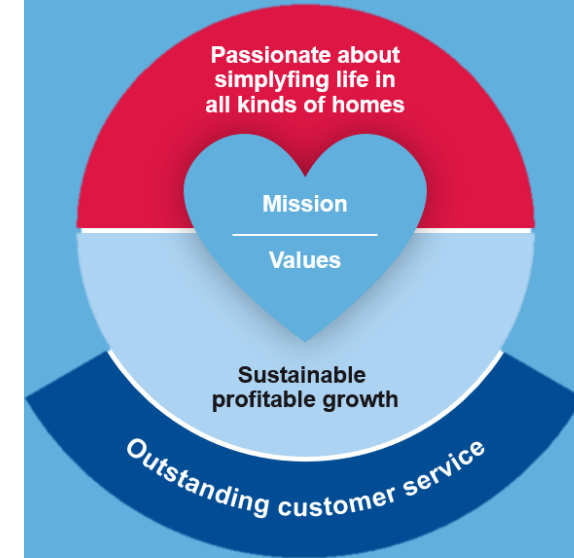 Passionate about
simplyfing life in
all kinds of homes
Mission
Values
Sustainable
profitable growth
Outstanding customer service